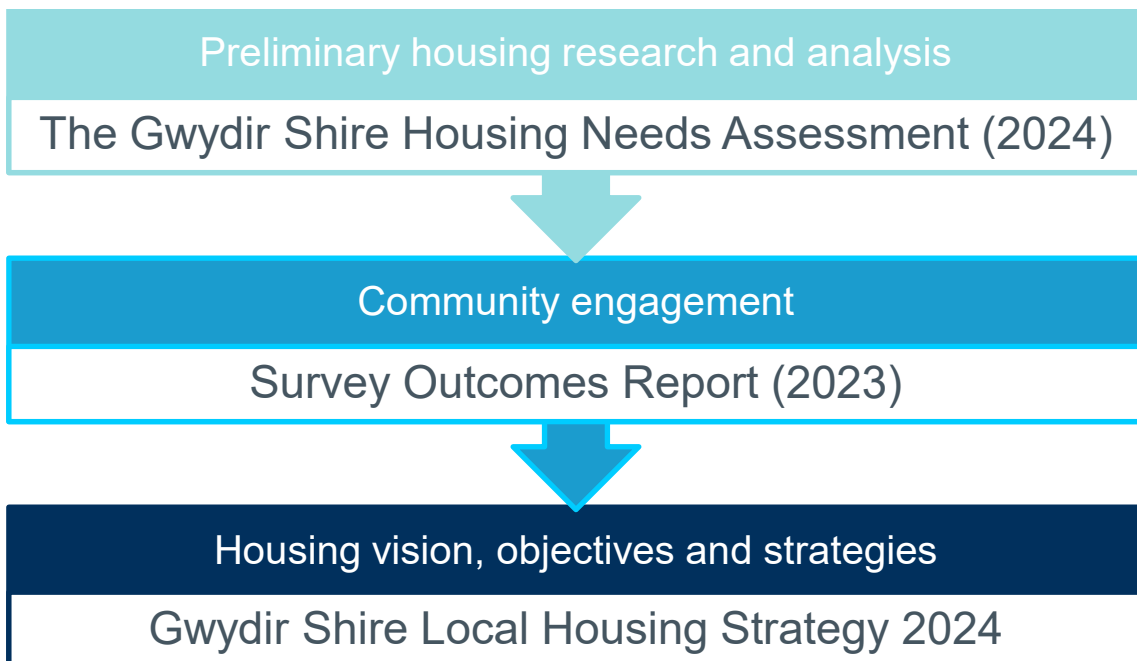 Preliminary housing research and analysis
The Gwydir Shire Housing Needs Assessment (2024)
Community engagement
Survey Outcomes Report (2023)
Housing vision, objectives and strategies
Gwydir Shire Local Housing Strategy 2024